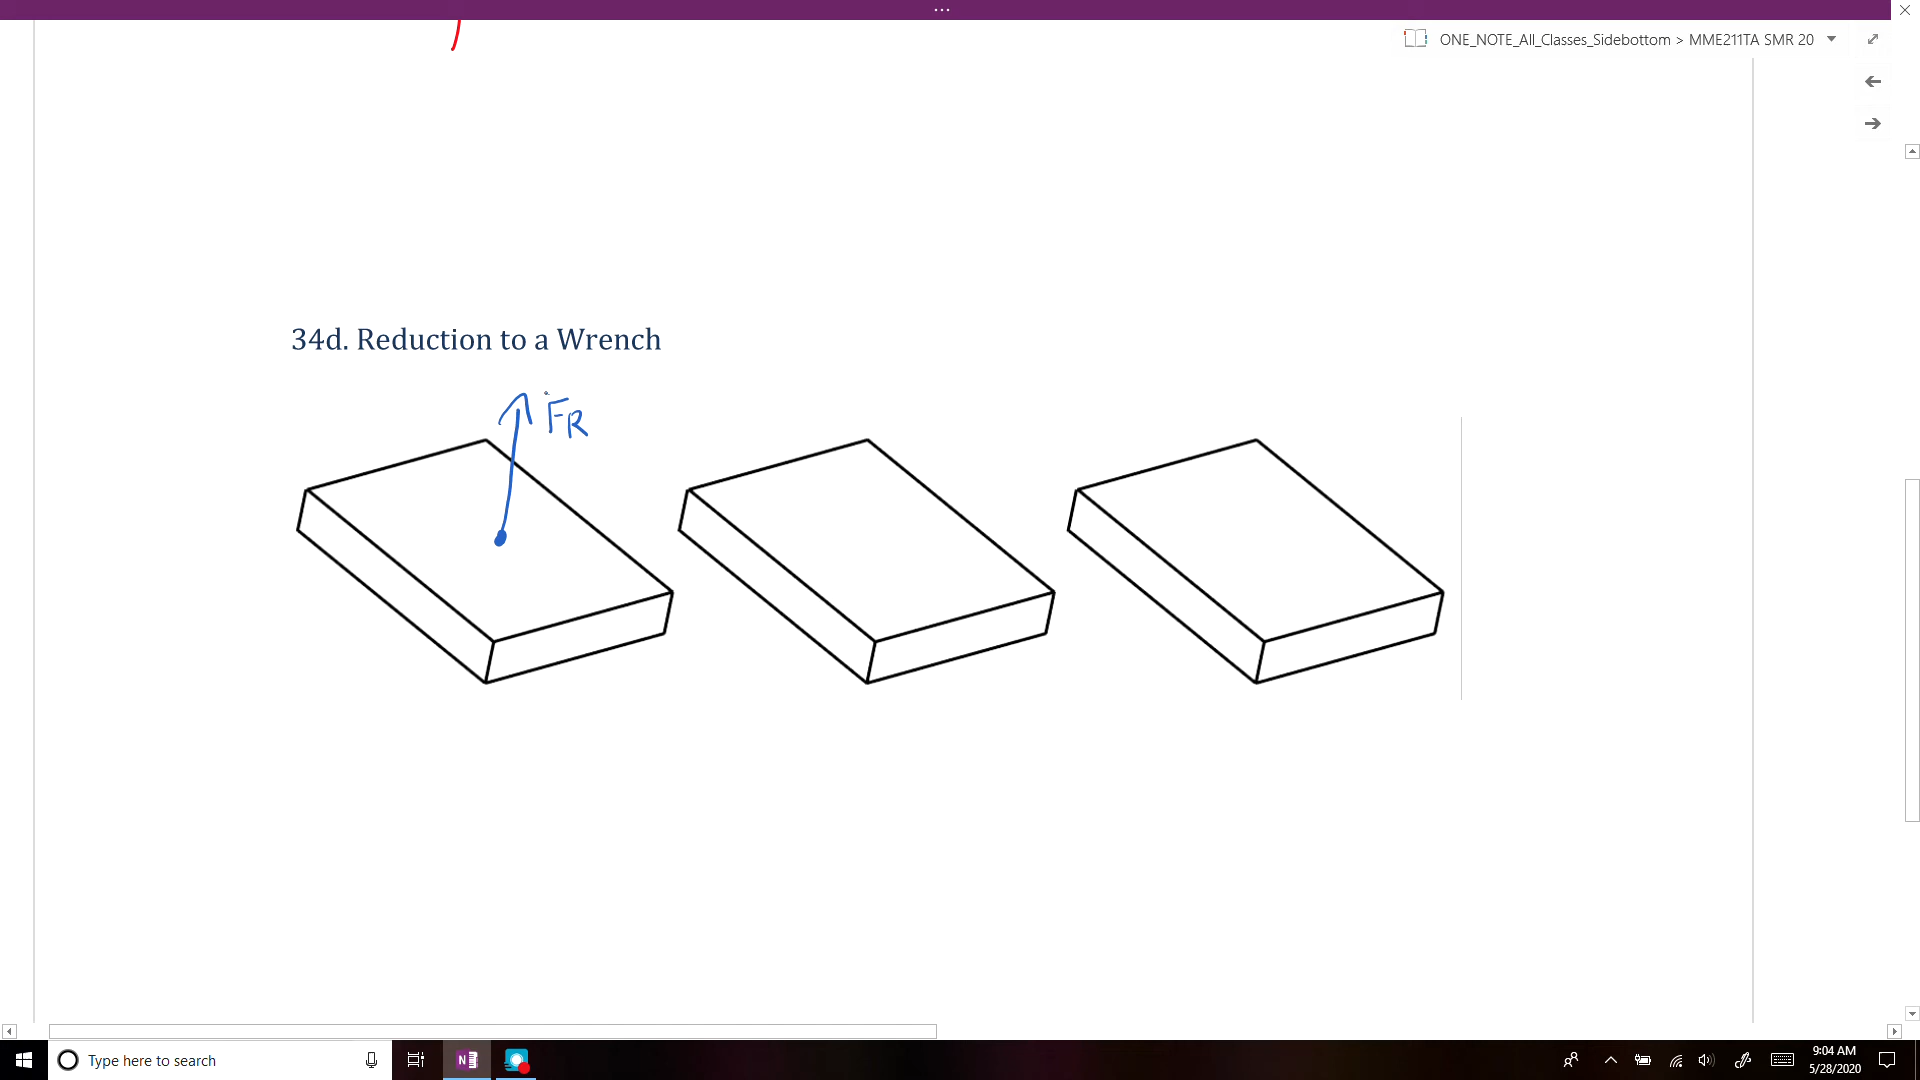 ...
ONE_NOTE_All_Classes_Sidebottom > MME211TA SMR 20
34d. Reduction to a Wrench
FR
Type here to search
N
9:04 AM
5/28/2020